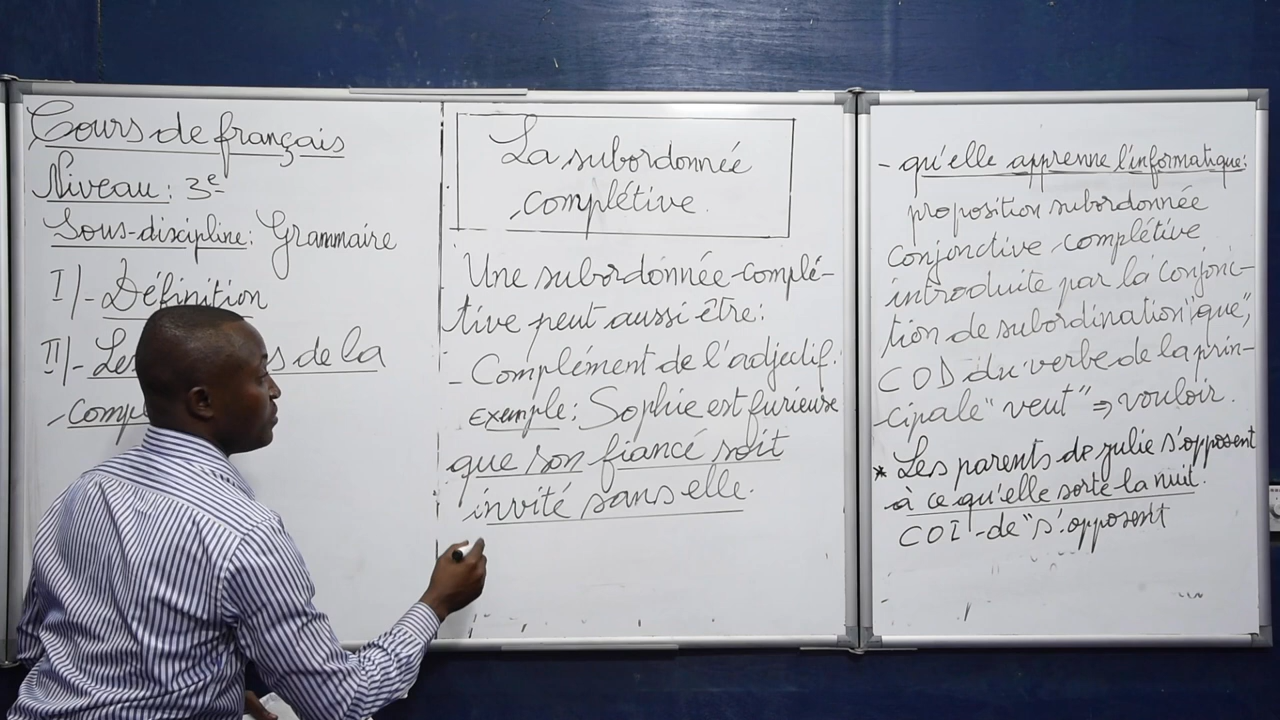 Cours de français
Niveau : 3e
Sous-discipline : Grammaire
I)- Définition
II)- de la
La subordonnée
complétive.
Une subordonnée complé-
tive peut aussi être :
- Complément de l'adjectif.
Exemple : Sophie est furieuse
que son fiancé soit
invité sans elle.
- qu'elle apprenne l'informatique :
proposition subordonnée
conjonctive complétive
introduite par la conjonc-
tion de subordination "que",
COD du verbe de la prin-
cipale "veut" ⇒ vouloir.
* Les parents de julie s'opposent
à ce qu'elle sorte la nuit.
COI - de "s'opposent